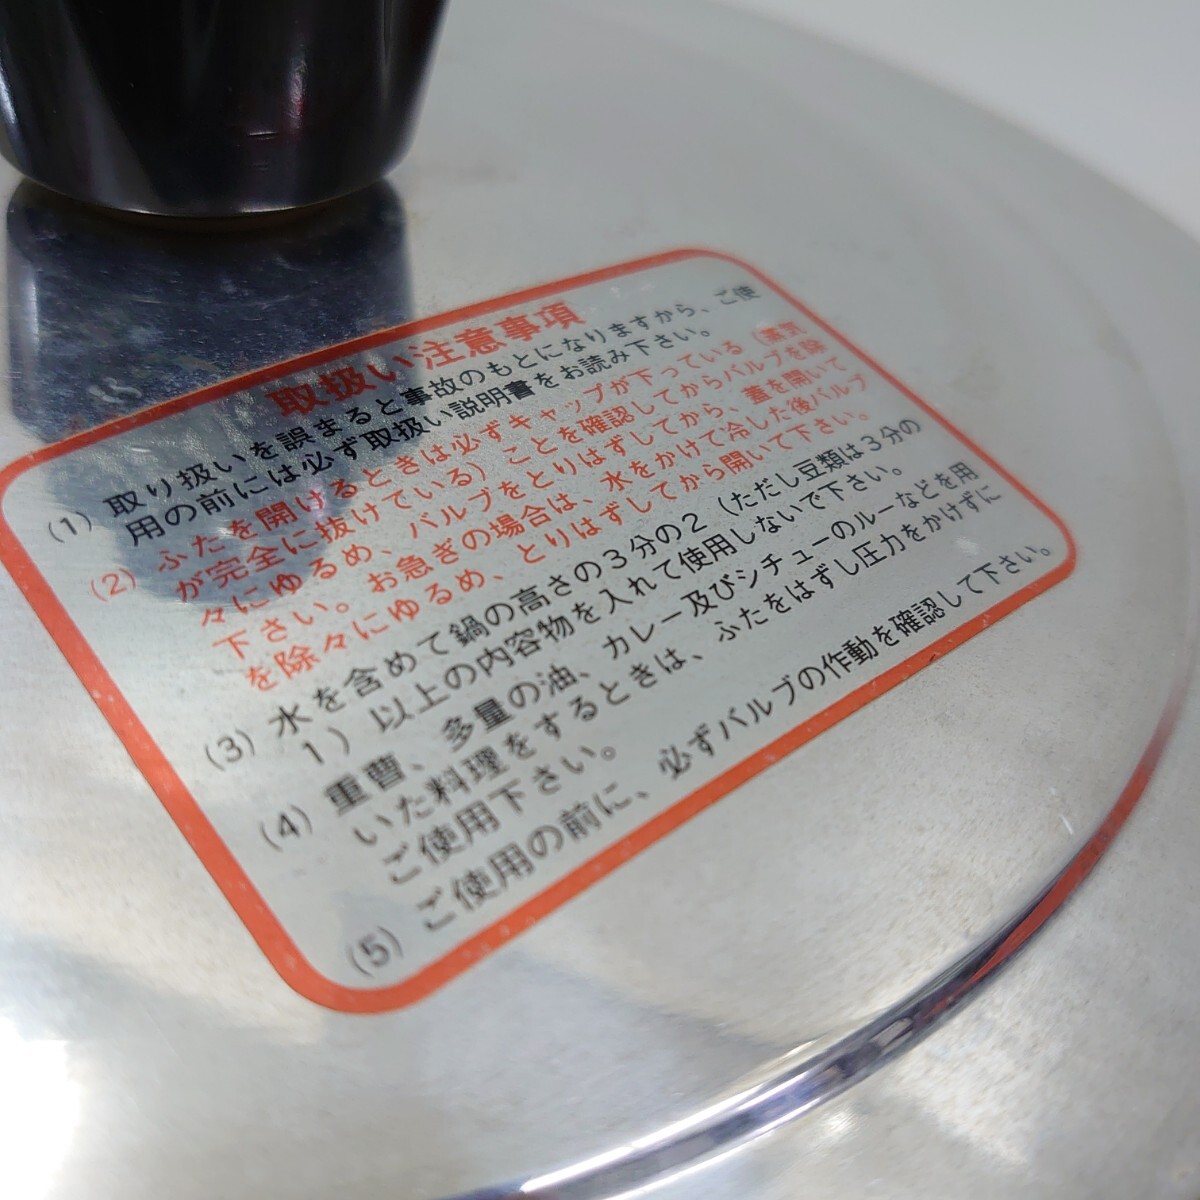 取扱い注意事項
(1) 取り扱いを誤まると事故のもとになりますから、ご使
用の前には必ず取扱い説明書をお読み下さい。
(2) ふたを開けるときは必ずキャップが下っている（蒸気
が完全に抜けている）ことを確認してからバルブを除
々にゆるめ、バルブをとりはずしてから、蓋を開いて
下さい。お急ぎの場合は、水をかけて冷した後バルブ
を除々にゆるめ、とりはずしてから開いて下さい。
(3) 水を含めて鍋の高さの３分の２（ただし豆類は３分の
１）以上の内容物を入れて使用しないで下さい。
(4) 重曹、多量の油、カレー及びシチューのルーなどを用
いた料理をするときは、ふたをはずし圧力をかけずに
ご使用下さい。
(5) ご使用の前に、必ずバルブの作動を確認して下さい。